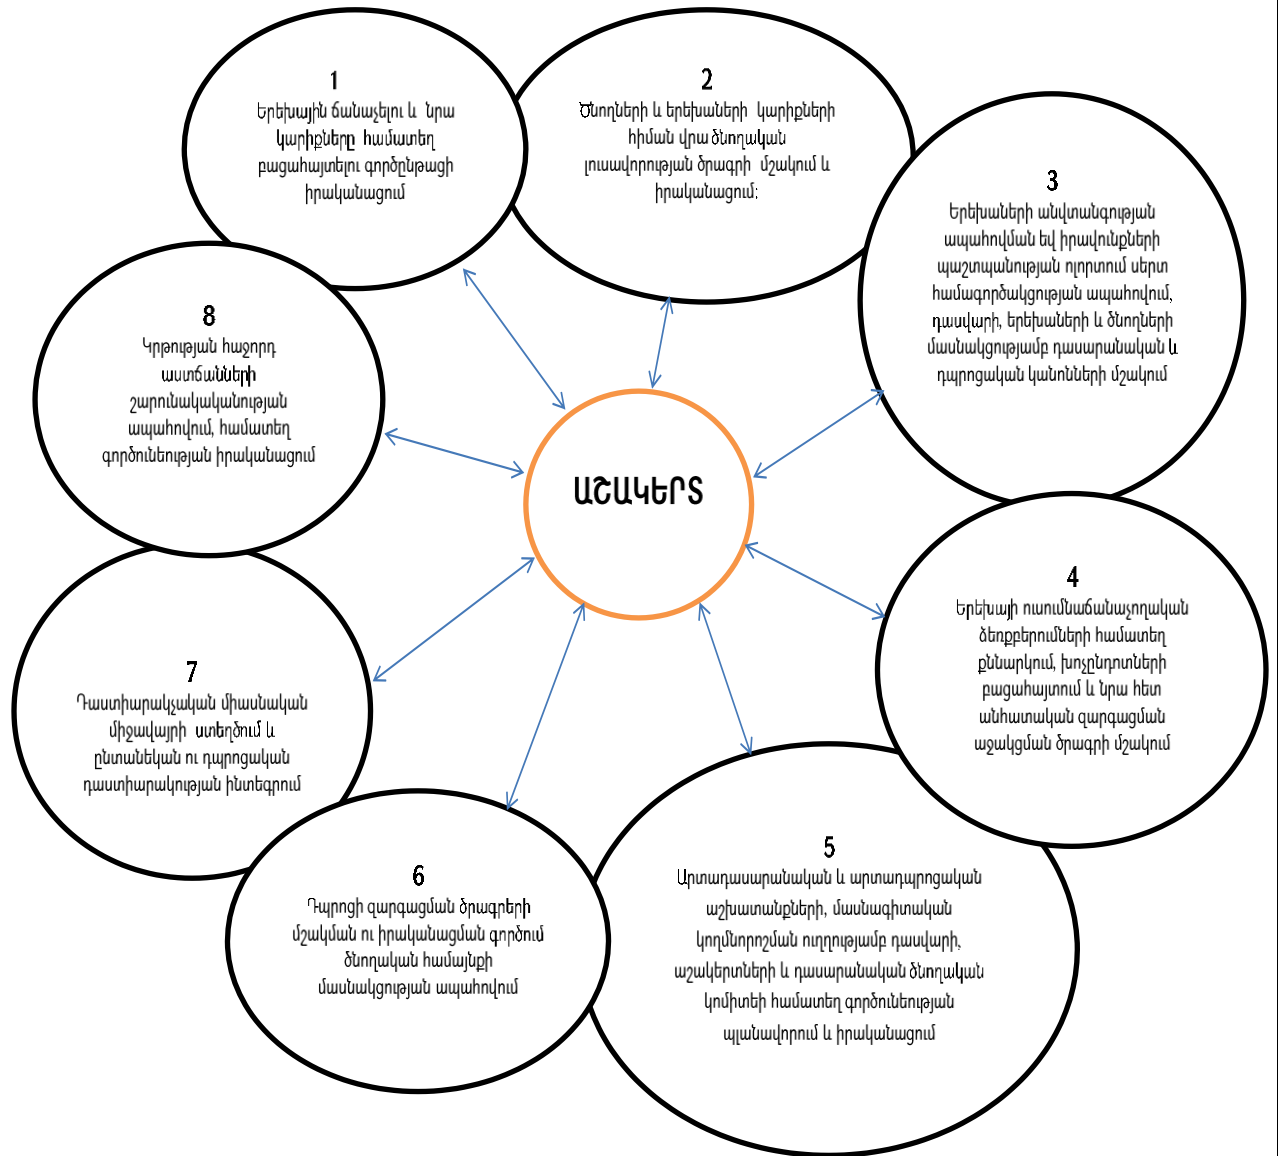 1
Երեխային ճանաչելու և նրա
կարիքները համատեղ
բացահայտելու գործընթացի
իրականացում
2
Ծնողների և երեխաների կարիքների
հիման վրա ծնողական
լուսավորության ծրագրի մշակում և
իրականացում:
3
Երեխաների անվտանգության
ապահովման եվ իրավունքների
պաշտպանության ոլորտում սերտ
համագործակցության ապահովում,
դասվարի, երեխաների և ծնողների
մասնակցությամբ դասարանական և
դպրոցական կանոնների մշակում
4
Երեխայի ուսումնաճանաչողական
ձեռքբերումների համատեղ
քննարկում, խոչընդոտների
բացահայտում և նրա հետ
անհատական զարգացման
աջակցման ծրագրի մշակում
5
Արտադասարանական և արտադպրոցական
աշխատանքների, մասնագիտական
կողմնորոշման ուղղությամբ դասվարի,
աշակերտների և դասարանական ծնողական
կոմիտեի համատեղ գործունեության
պլանավորում և իրականացում
6
Դպրոցի զարգացման ծրագրերի
մշակման ու իրականացման գործում
ծնողական համայնքի
մասնակցության ապահովում
7
Դաստիարակչական միասնական
միջավայրի ստեղծում և
ընտանեկան ու դպրոցական
դաստիարակության ինտեգրում
8
Կրթության հաջորդ
աստճանների
շարունակականության
ապահովում, համատեղ
գործունեության իրականացում
ԱՇԱԿԵՐՏ